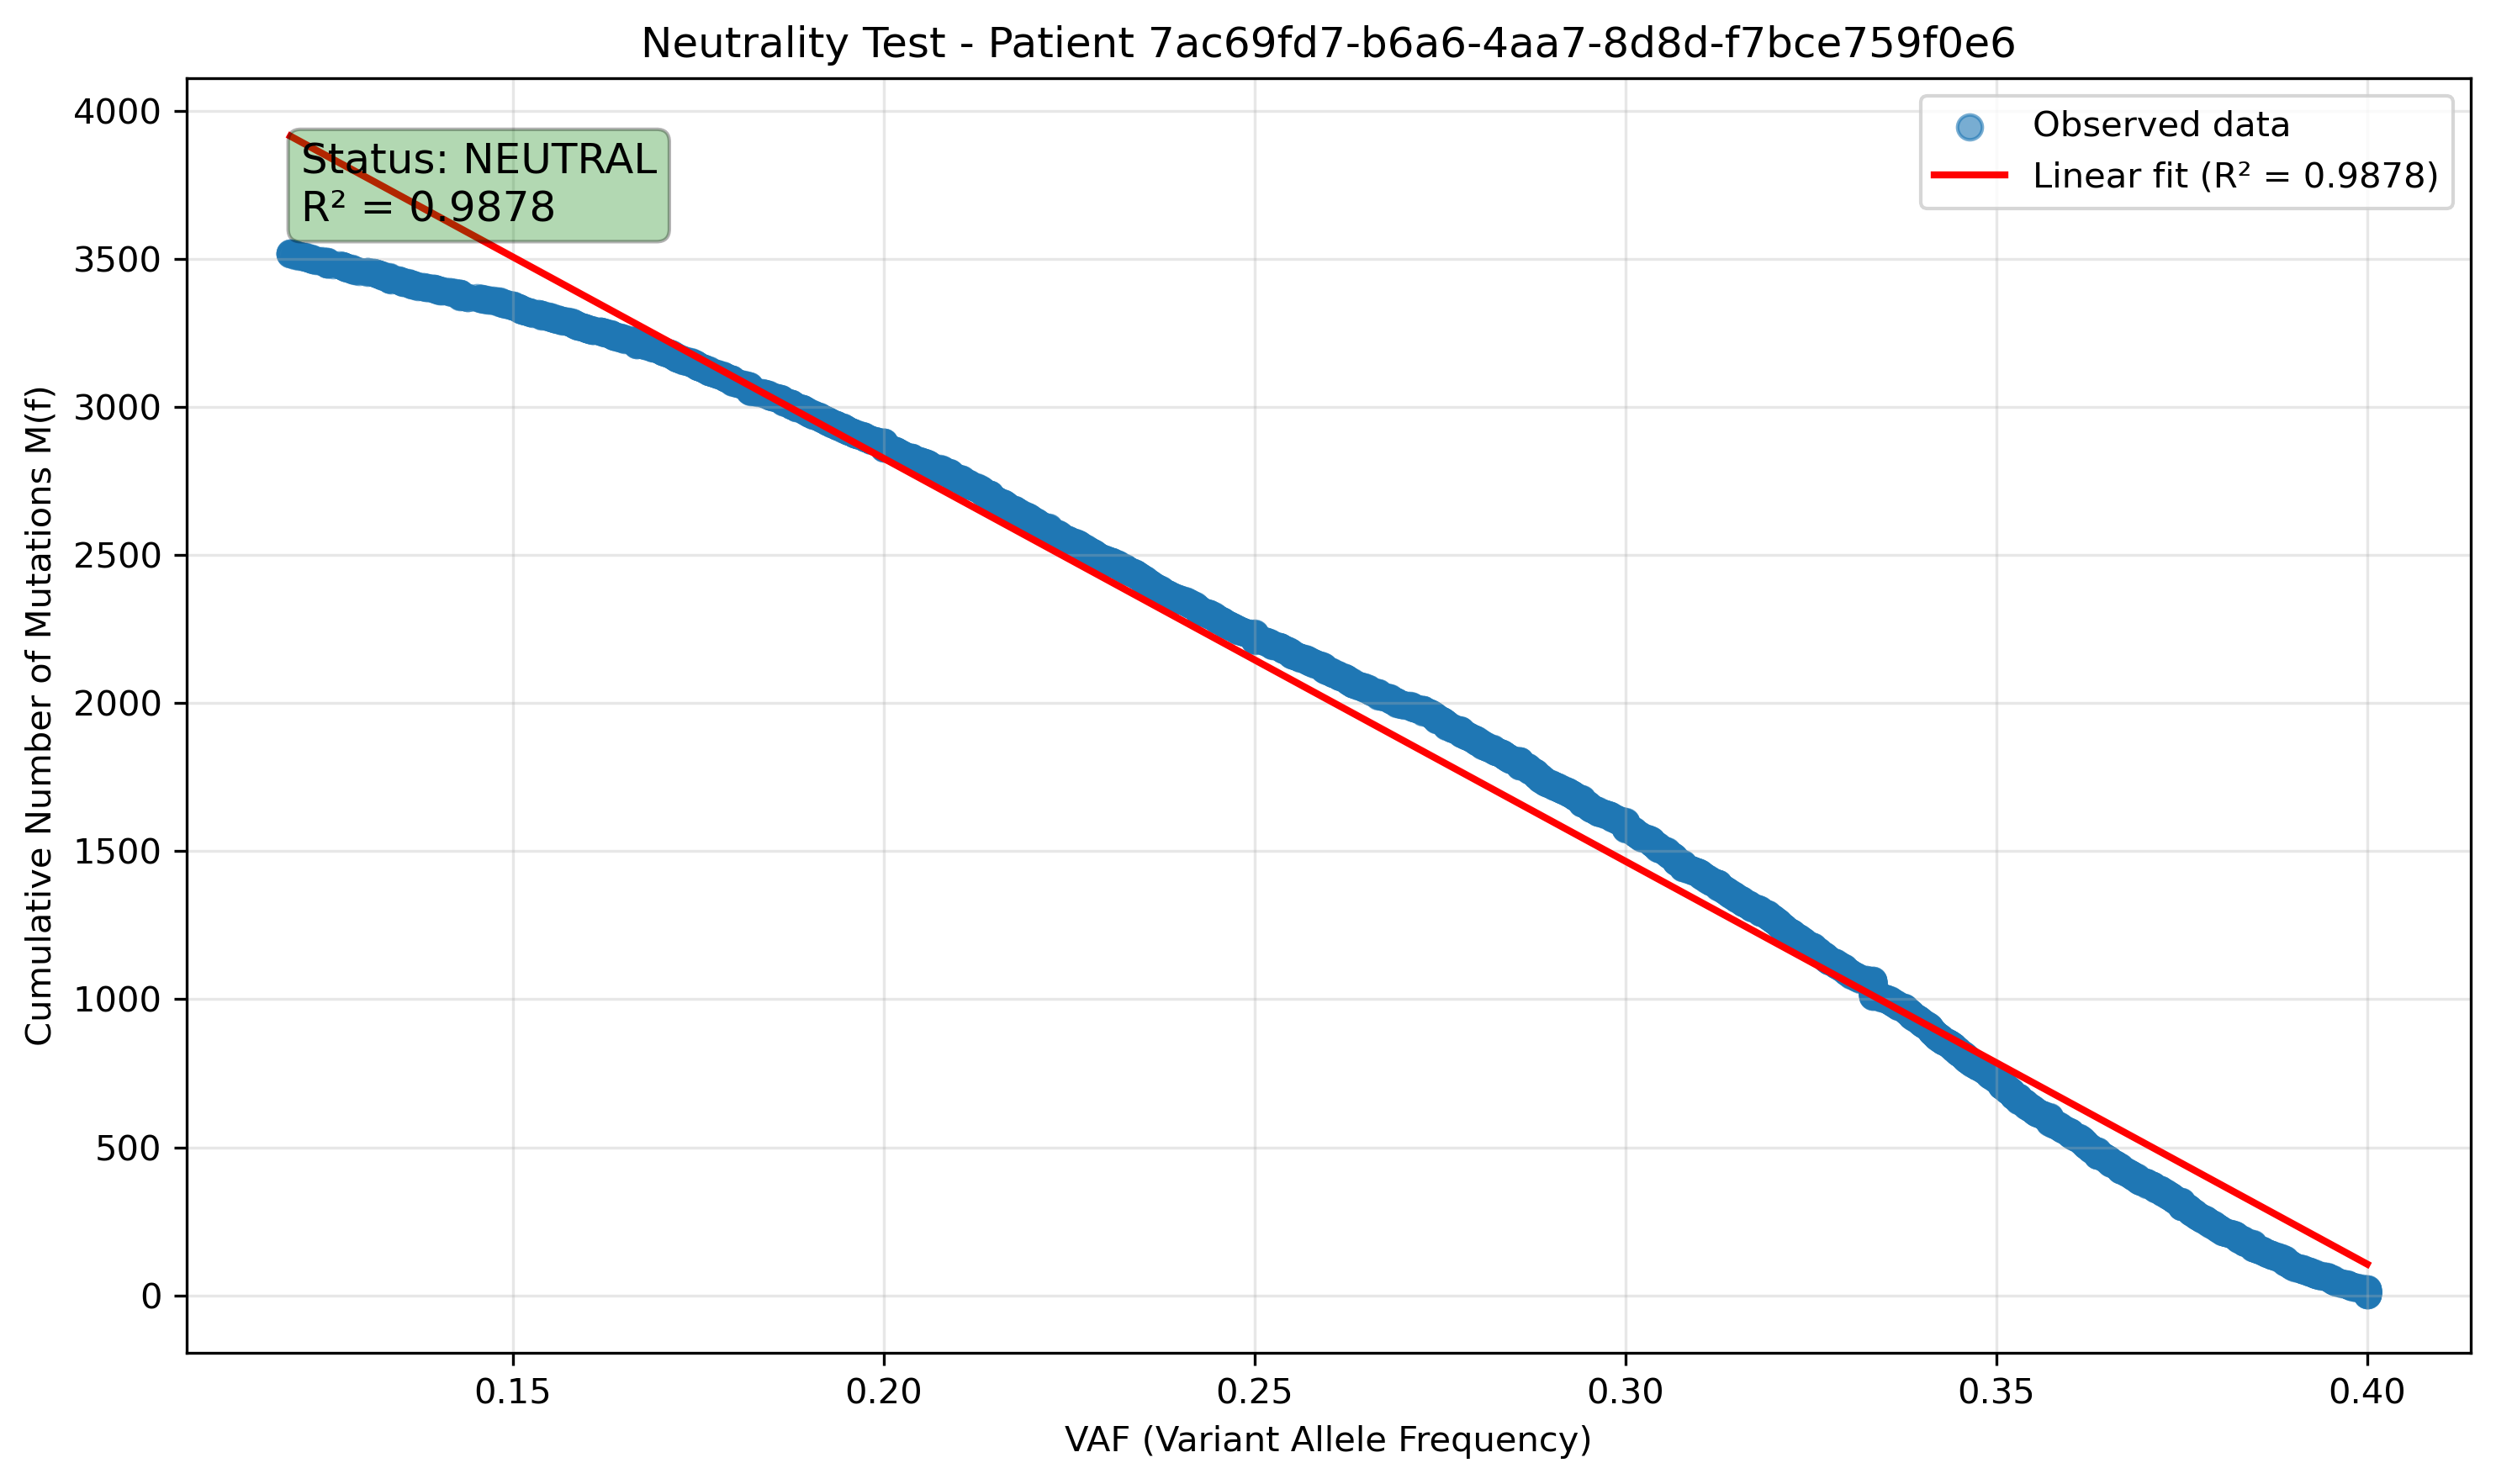 Neutrality Test - Patient 7ac69fd7-b6a6-4aa7-8d8d-f7bce759f0e6
Cumulative Number of Mutations M(f)
4000
3500
3000
2500
2000
1500
1000
500
0
Status: NEUTRAL
R² = 0.9878
Observed data
Linear fit (R² = 0.9878)
0.15 0.20 0.25 0.30 0.35 0.40
VAF (Variant Allele Frequency)